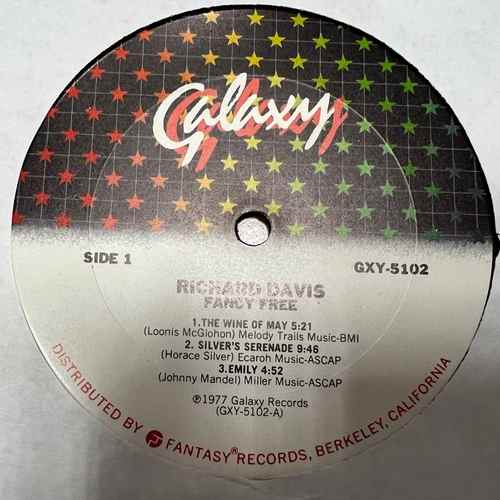 Galaxy
SIDE 1
GXY-5102
RICHARD DAVIS
FANCY FREE
1.THE WINE OF MAY 5:21
(Loonis McGlohon) Melody Trails Music-BMI
2. SILVER'S SERENADE 9:46
(Horace Silver) Ecaroh Music-ASCAP
3.EMILY 4:52
(Johnny Mandel) Miller Music-ASCAP
℗1977 Galaxy Records
(GXY-5102-A)
DISTRIBUTED BY FANTASY® RECORDS, BERKELEY, CALIFORNIA